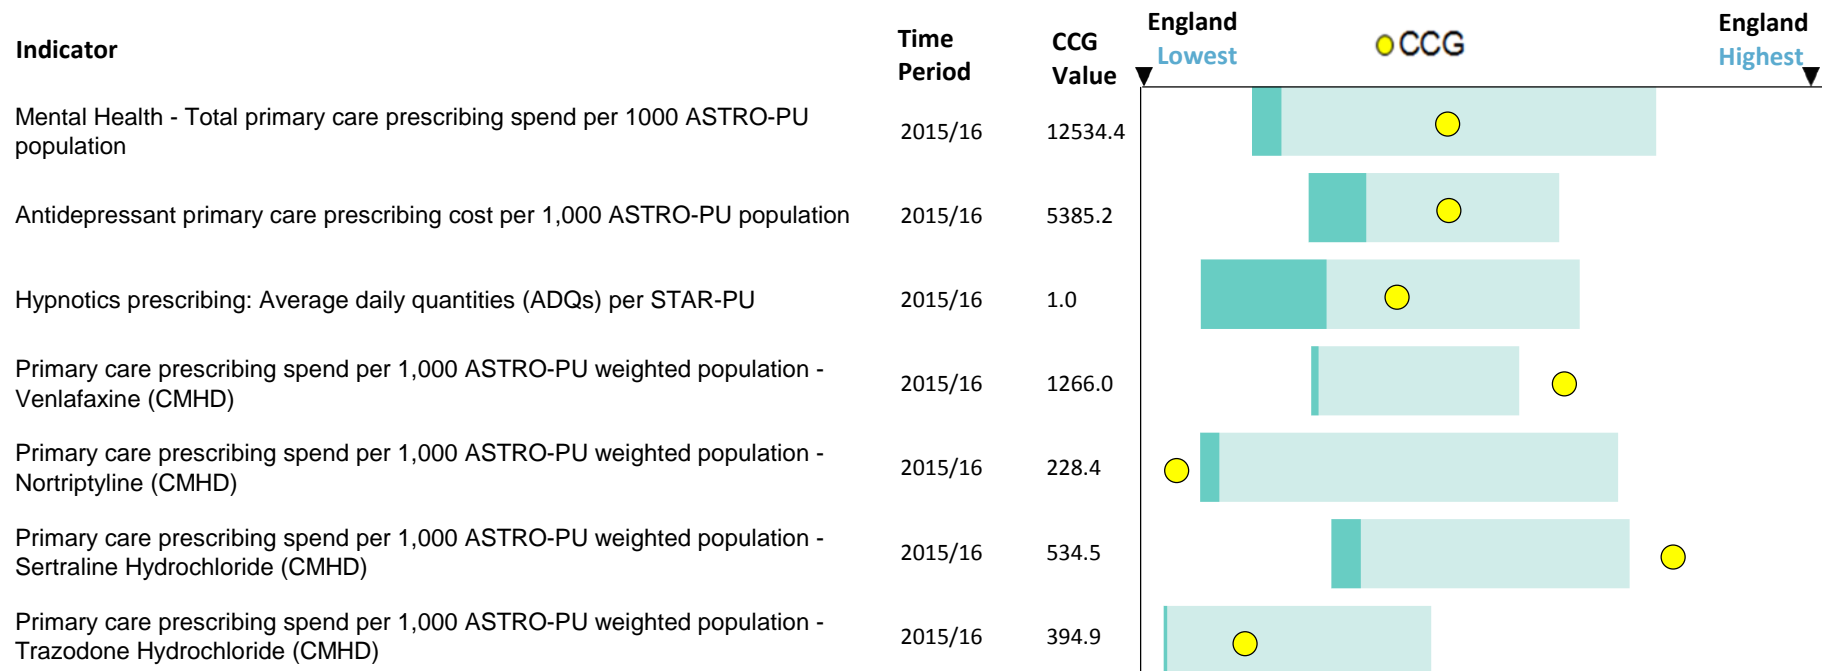 Indicator
Time
Period
CCG
Value
England
Lowest
CCG
England
Highest
Mental Health - Total primary care prescribing spend per 1000 ASTRO-PU
population
2015/16
12534.4
Antidepressant primary care prescribing cost per 1,000 ASTRO-PU population
2015/16
5385.2
Hypnotics prescribing: Average daily quantities (ADQs) per STAR-PU
2015/16
1.0
Primary care prescribing spend per 1,000 ASTRO-PU weighted population -
Venlafaxine (CMHD)
2015/16
1266.0
Primary care prescribing spend per 1,000 ASTRO-PU weighted population -
Nortriptyline (CMHD)
2015/16
228.4
Primary care prescribing spend per 1,000 ASTRO-PU weighted population -
Sertraline Hydrochloride (CMHD)
2015/16
534.5
Primary care prescribing spend per 1,000 ASTRO-PU weighted population -
Trazodone Hydrochloride (CMHD)
2015/16
394.9